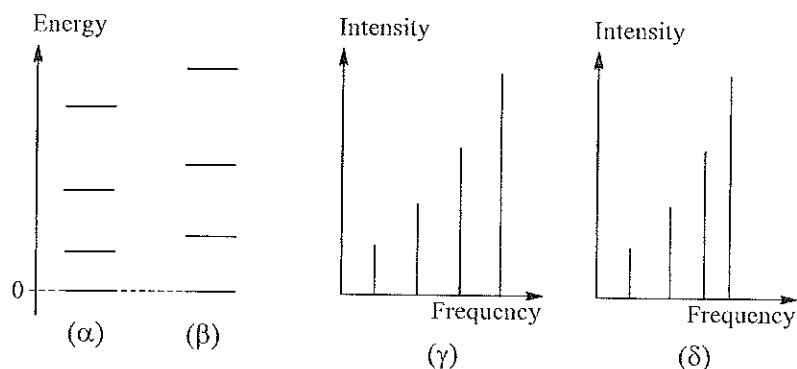 Energy
0
(α)
(β)
Intensity
Frequency
(γ)
Intensity
Frequency
(δ)